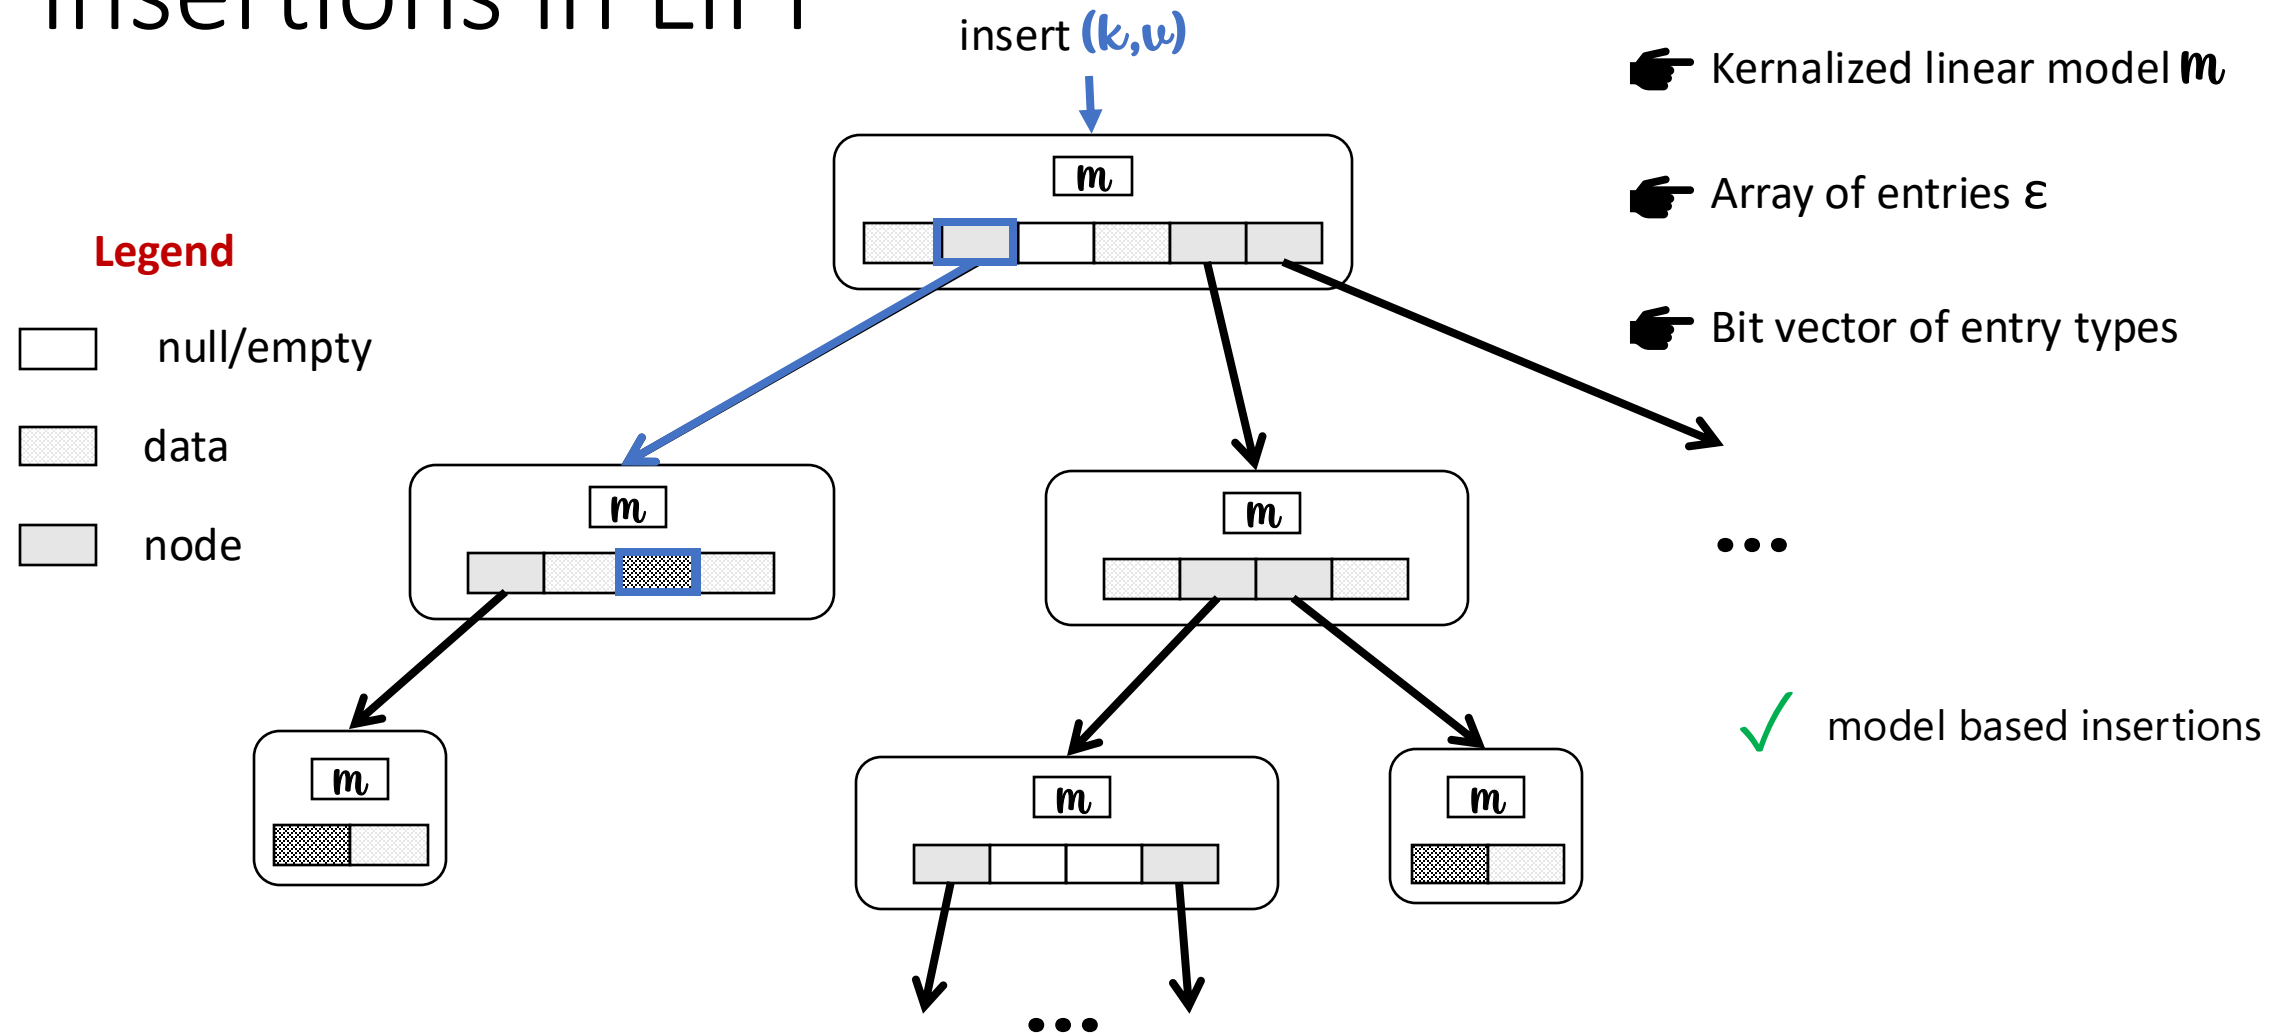 insert (k,v)
Kernalized linear model m
Array of entries ε
Bit vector of entry types
Legend
null/empty
data
node
m
m
m
m
m
m
...
...
model based insertions